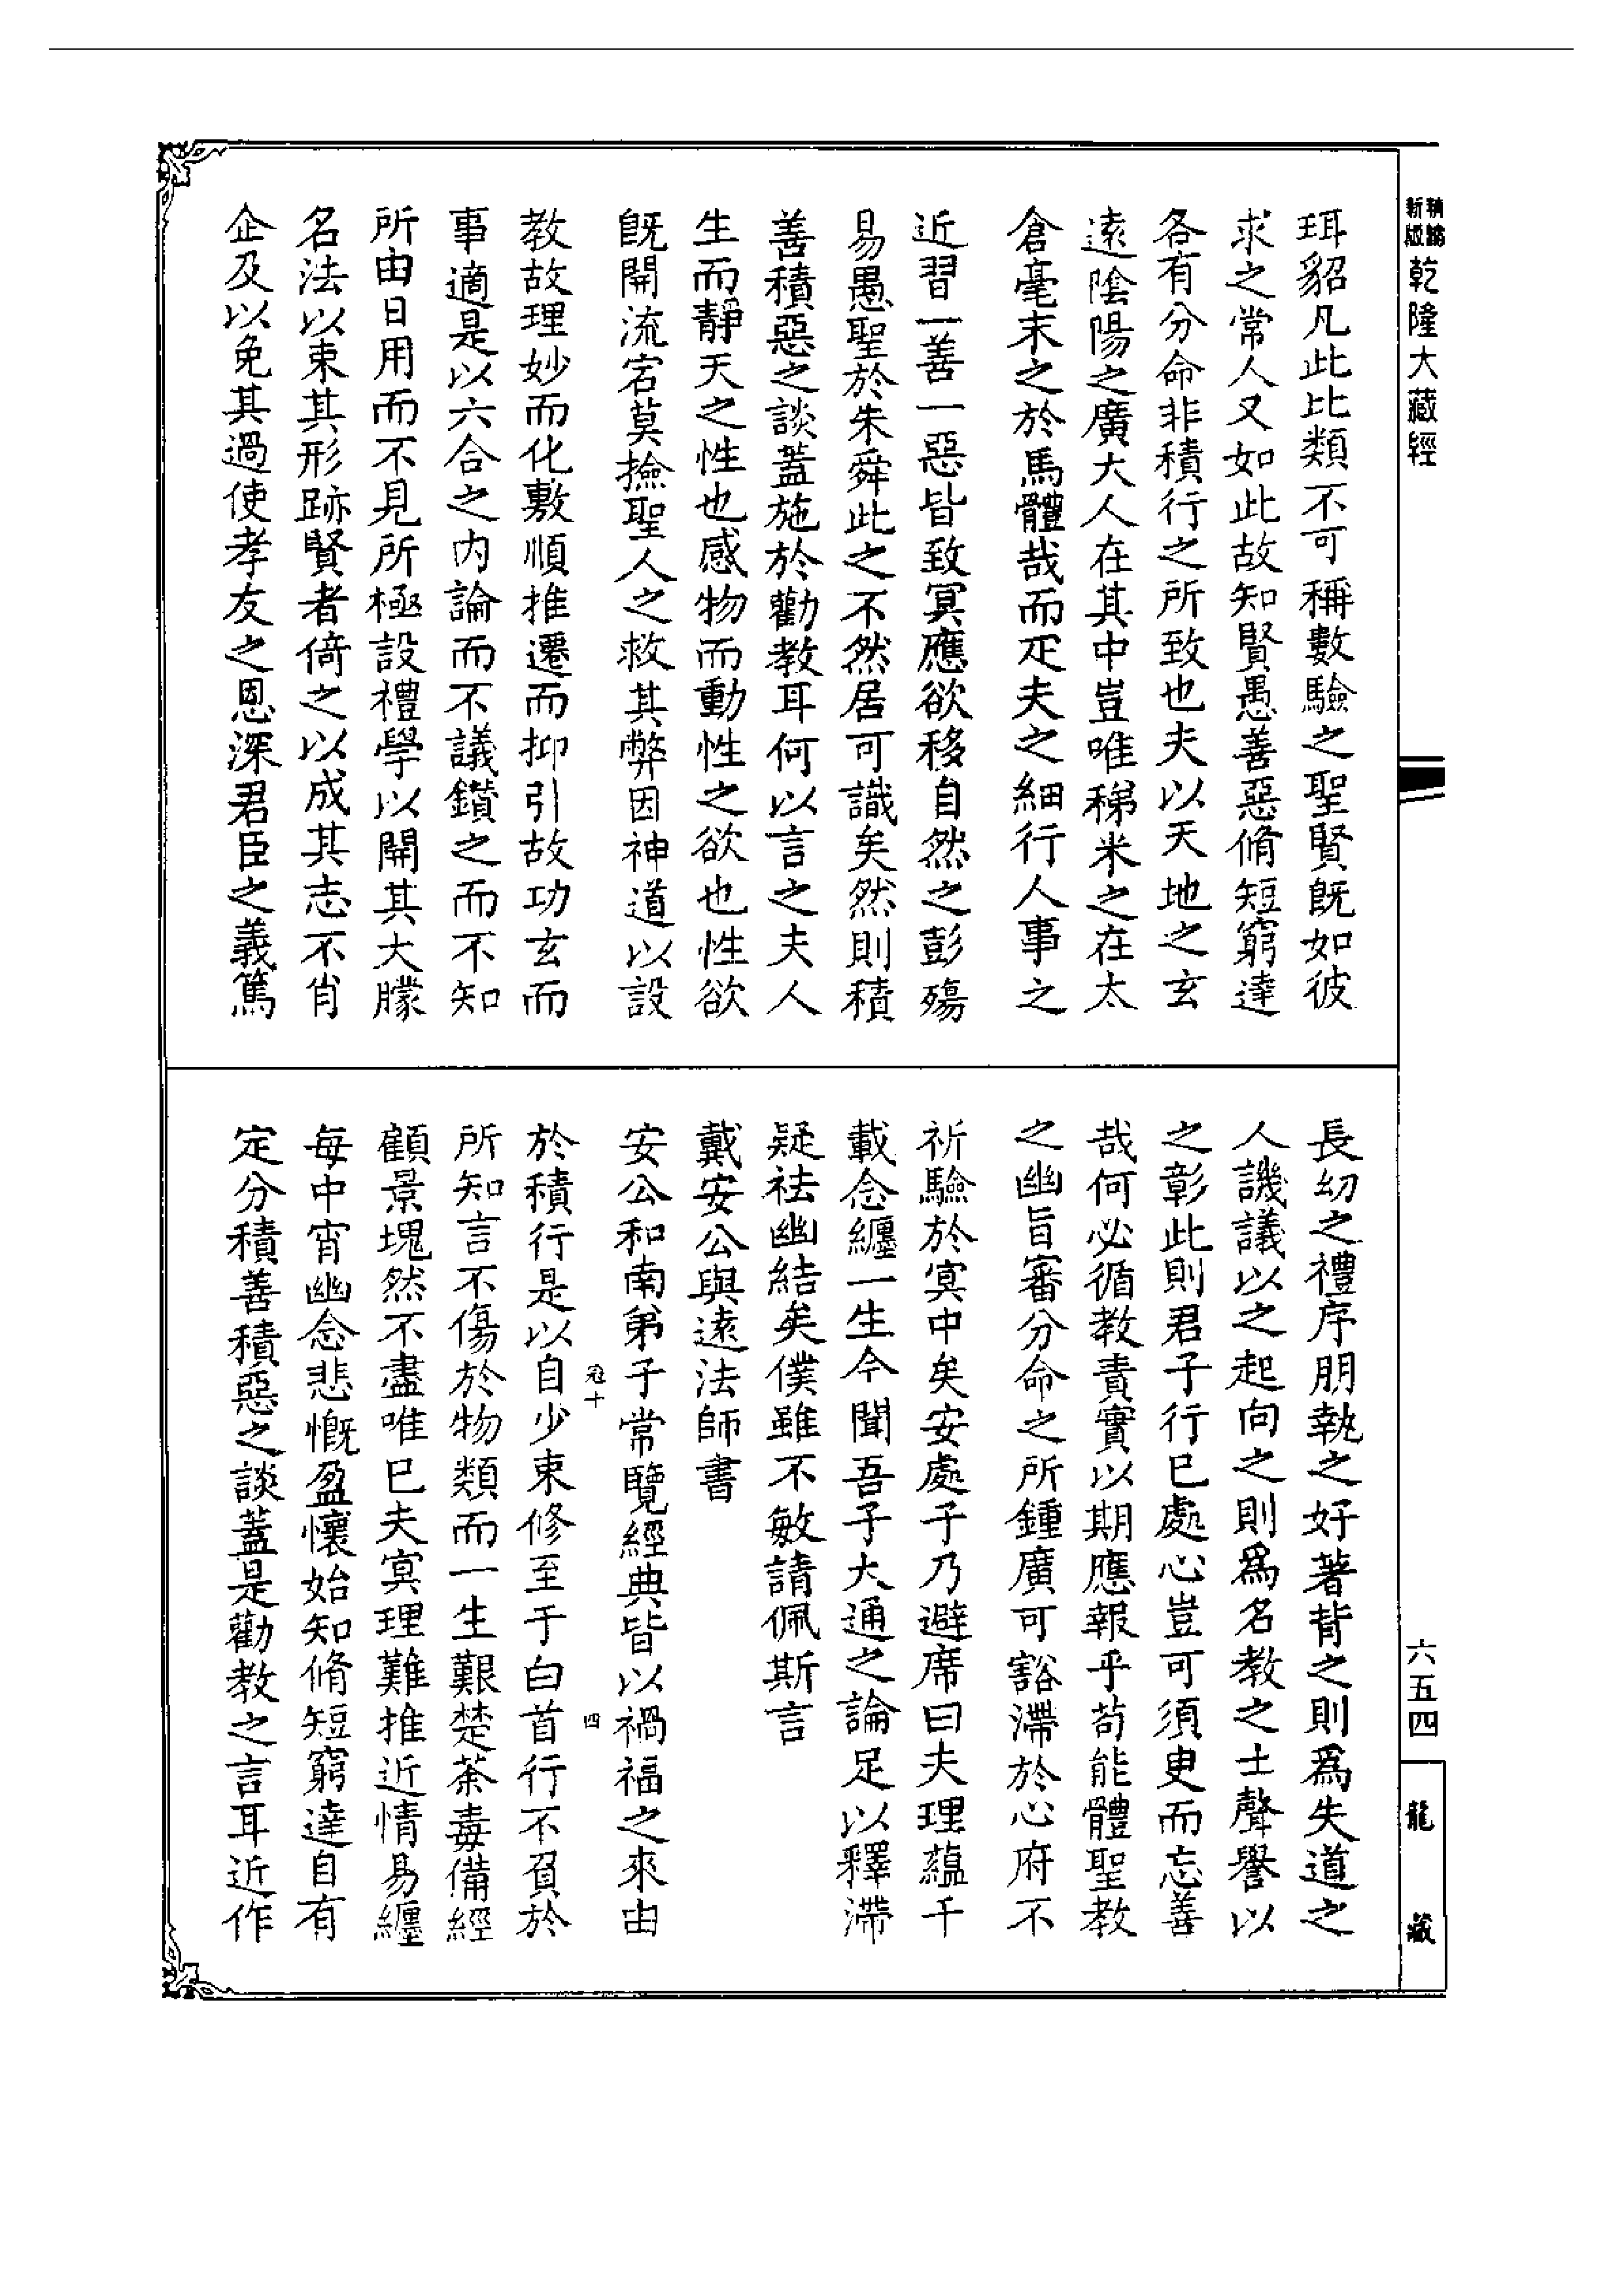 精縮新版乾隆大藏經
珥貂凡此比類不可稱數驗之聖賢旣如彼
求之常人又如此故知賢愚善惡脩短窮達
各有分命非積行之所致也夫以天地之玄
遠陰陽之廣大人在其中豈唯稊米之在太
倉毫末之於馬體哉而疋夫之細行人事之
近習一善一惡皆致冥應欲移自然之彭殤
易愚聖於朱舜此之不然居可識矣然則積
善積惡之談蓋施於勸教耳何以言之夫人
生而靜天之性也感物而動性之欲也性欲
旣開流宕莫撿聖人之救其弊因神道以設
教故理妙而化敷順推遷而抑引故功玄而
事適是以六合之内論而不議鑽之而不知
所由日用而不見所極設禮學以開其大朦
名法以束其形跡賢者倚之以成其志不肖
企及以免其過使孝友之恩深君臣之義篤
長幼之禮序朋執之好著背之則爲失道之
人譏議以之起向之則爲名教之士聲譽以
之彰此則君子行已處心豈可須臾而忘善
哉何必循教責實以期應報乎苟能體聖教
之幽旨審分命之所鍾廣可豁滯於心府不
祈驗於冥中矣安處子乃避席曰夫理蘊千
載念纏一生今聞吾子大通之論足以釋滯
疑祛幽結矣僕雖不敏請佩斯言
戴安公與遠法師書
安公和南弟子常覽經典皆以禍福之來由
卷十 四
於積行是以自少束修至于白首行不負於
所知言不傷於物類而一生艱楚荼毒備經
顧景塊然不盡唯已夫冥理難推近情易纏
每中宵幽念悲慨盈懷始知脩短窮達自有
定分積善積惡之談蓋是勸教之言耳近作
六五四
龍藏